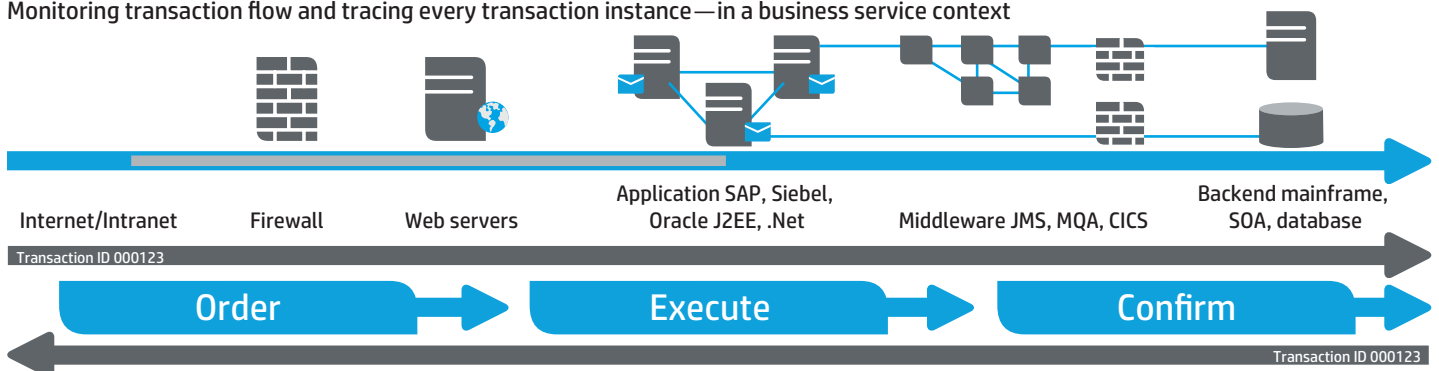 Monitoring transaction flow and tracing every transaction instance—in a business service context
Internet/Intranet
Firewall
Web servers
Application SAP, Siebel,
Oracle J2EE, .Net
Middleware JMS, MQA, CICS
Backend mainframe,
SOA, database
Transaction ID 000123
Order
Execute
Confirm
Transaction ID 000123